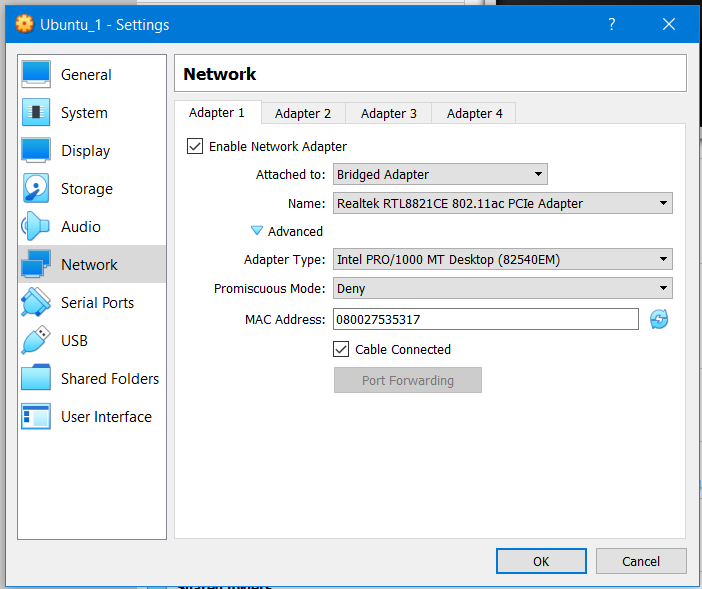 Ubuntu_1 - Settings
?
General
System
Display
Storage
Audio
Network
Serial Ports
USB
Shared Folders
User Interface
Network
Adapter 1
Adapter 2
Adapter 3
Adapter 4
Enable Network Adapter
Attached to: Bridged Adapter
Name: Realtek RTL8821CE 802.11ac PCIe Adapter
Advanced
Adapter Type: Intel PRO/1000 MT Desktop (82540EM)
Promiscuous Mode: Deny
MAC Address: 080027535317
Cable Connected
Port Forwarding
OK
Cancel
Shared folders